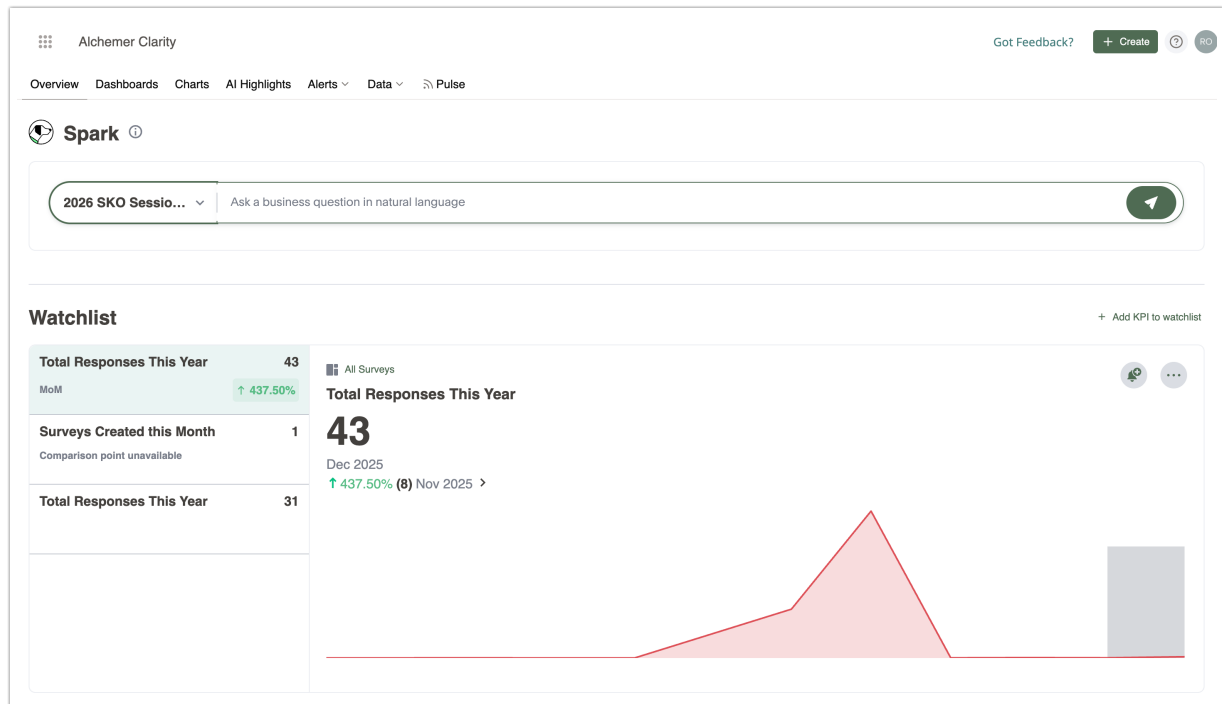 Alchemer Clarity
Got Feedback?
+ Create
RO
Overview Dashboards Charts AI Highlights Alerts Data Pulse
Spark
2026 SKO Sessio... Ask a business question in natural language
Watchlist
+ Add KPI to watchlist
Total Responses This Year 43
MoM ↑ 437.50%
Surveys Created this Month 1
Comparison point unavailable
Total Responses This Year 31
All Surveys
Total Responses This Year
43
Dec 2025
↑ 437.50% (8) Nov 2025 >